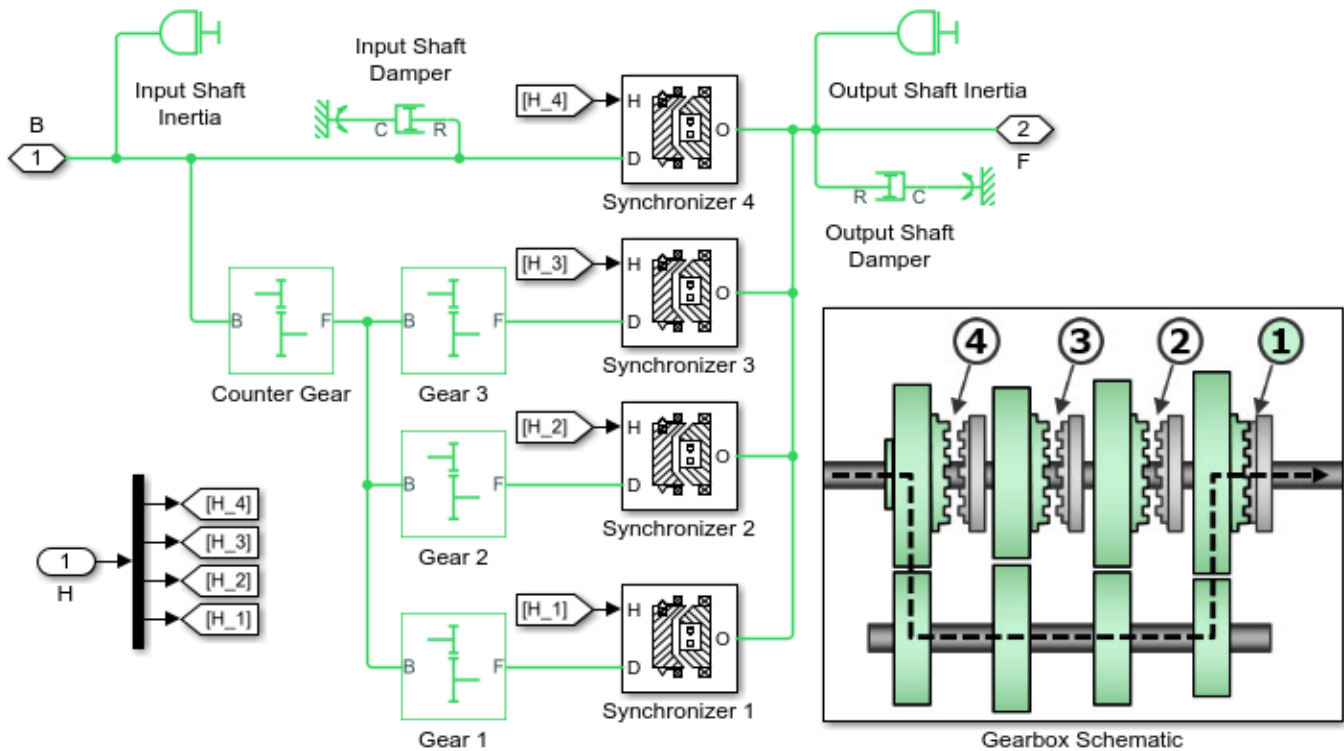 Input Shaft
Inertia
Input Shaft
Damper
C
R
[H_4]
H
D
O
Synchronizer 4
Output Shaft Inertia
B
1
2
F
R
C
Output Shaft
Damper
[H_3]
H
D
O
Synchronizer 3
B
F
Counter Gear
B
F
Gear 3
[H_2]
H
D
O
Synchronizer 2
B
F
Gear 2
[H_1]
H
D
O
Synchronizer 1
B
F
Gear 1
1
H
[H_4]
[H_3]
[H_2]
[H_1]
4
3
2
1
Gearbox Schematic